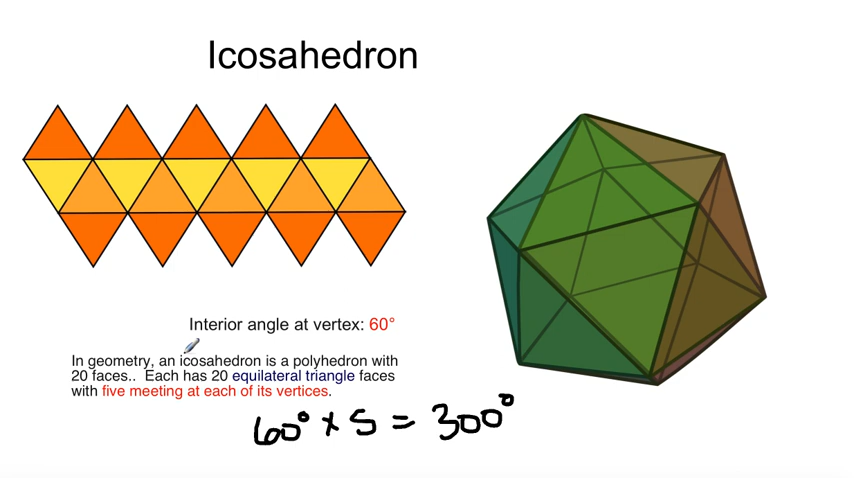 Icosahedron
Interior angle at vertex: 60°
In geometry, an icosahedron is a polyhedron with
20 faces.. Each has 20 equilateral triangle faces
with five meeting at each of its vertices.
60° x 5 = 300°